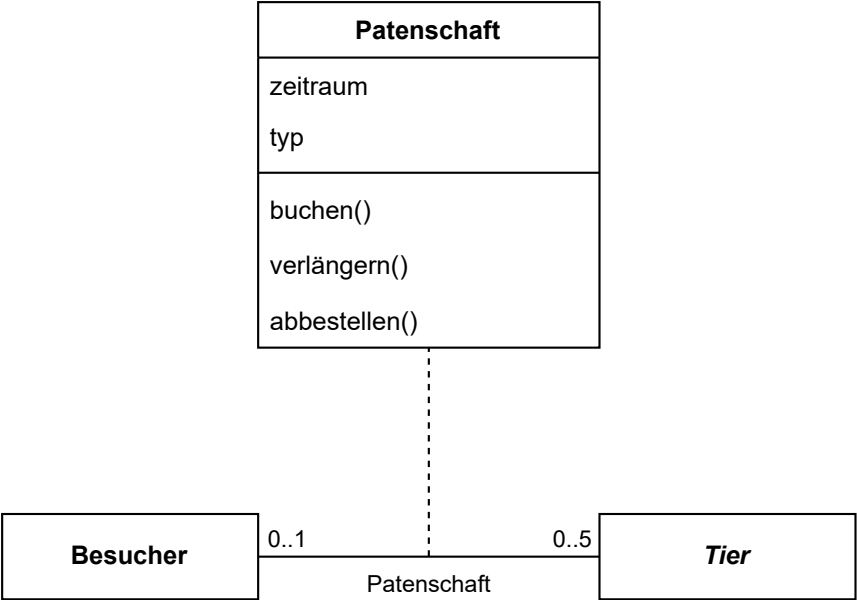 Patenschaft
zeitraum
typ
buchen()
verlängern()
abbestellen()
Besucher
0..1
0..5
Tier
Patenschaft